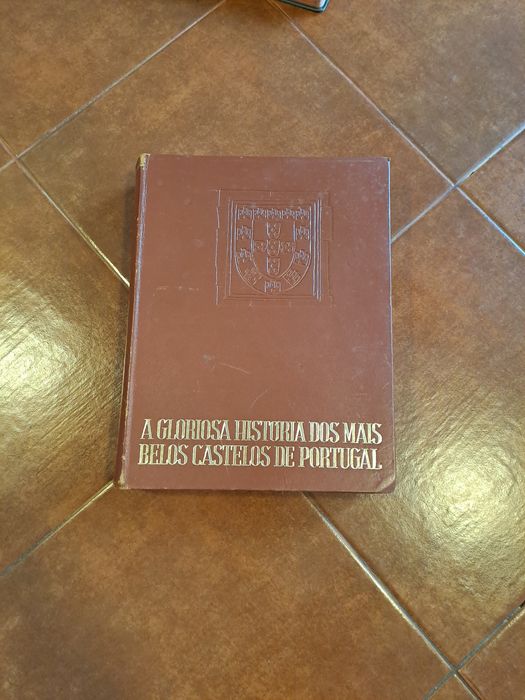 A GLORIOSA HISTÓRIA DOS MAIS
BELOS CASTELOS DE PORTUGAL